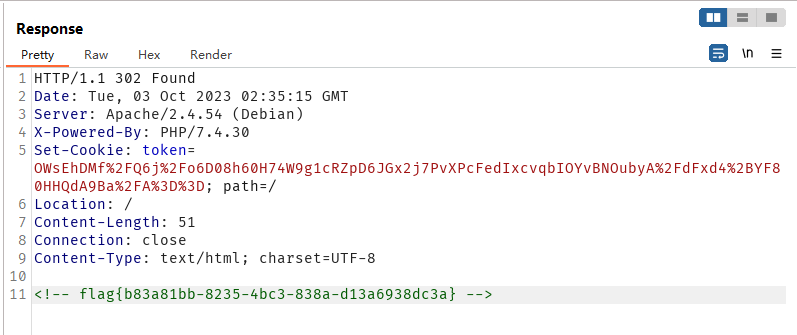 Response
Pretty Raw Hex Render
\n
1 HTTP/1.1 302 Found
2 Date: Tue, 03 Oct 2023 02:35:15 GMT
3 Server: Apache/2.4.54 (Debian)
4 X-Powered-By: PHP/7.4.30
5 Set-Cookie: token=
OWsEhDMf%2FQ6j%2Fo6D08h60H74W9g1cRZpD6JGx2j7PvXPcFedIxcvqbIOYvBNOubyA%2FdFxd4%2BYF8
0HHQdA9Ba%2FA%3D%3D; path=/
6 Location: /
7 Content-Length: 51
8 Connection: close
9 Content-Type: text/html; charset=UTF-8
10
11 <!-- flag{b83a81bb-8235-4bc3-838a-d13a6938dc3a} -->